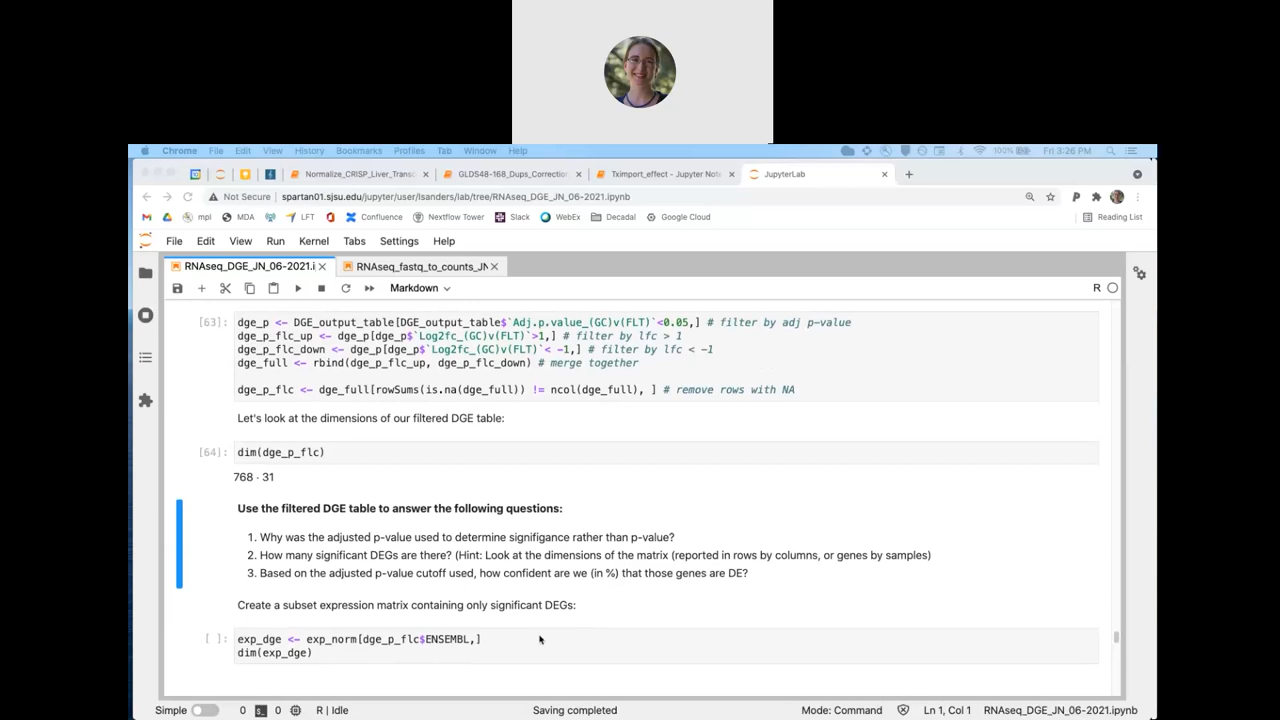 Chrome File Edit View History Bookmarks Profiles Tab Window Help 100% Fri 3:26 PM
Normalize_CRISP_Liver_Transc GLDS48-168_Dups_Correction Tximport_effect - Jupyter Note JupyterLab
Not Secure spartan01.sjsu.edu/jupyter/user/lsanders/lab/tree/RNAseq_DGE_JN_06-2021.ipynb
mpl MDA LFT Confluence Nextflow Tower Slack WebEx Decadal Google Cloud Reading List
File Edit View Run Kernel Tabs Settings Help
RNAseq_DGE_JN_06-2021.i RNAseq_fastq_to_counts_JN
Markdown R
[63]: dge_p <- DGE_output_table[DGE_output_table$`Adj.p.value_(GC)v(FLT)`<0.05,] # filter by adj p-value
dge_p_flc_up <- dge_p[dge_p$`Log2fc_(GC)v(FLT)`>1,] # filter by lfc > 1
dge_p_flc_down <- dge_p[dge_p$`Log2fc_(GC)v(FLT)`< -1,] # filter by lfc < -1
dge_full <- rbind(dge_p_flc_up, dge_p_flc_down) # merge together
dge_p_flc <- dge_full[rowSums(is.na(dge_full)) != ncol(dge_full), ] # remove rows with NA
Let's look at the dimensions of our filtered DGE table:
[64]: dim(dge_p_flc)
768 · 31
Use the filtered DGE table to answer the following questions:
1. Why was the adjusted p-value used to determine signifigance rather than p-value?
2. How many significant DEGs are there? (Hint: Look at the dimensions of the matrix (reported in rows by columns, or genes by samples)
3. Based on the adjusted p-value cutoff used, how confident are we (in %) that those genes are DE?
Create a subset expression matrix containing only significant DEGs:
[ ]: exp_dge <- exp_norm[dge_p_flc$ENSEMBL,]
dim(exp_dge)
Simple 0 0 R | Idle Saving completed Mode: Command Ln 1, Col 1 RNAseq_DGE_JN_06-2021.ipynb